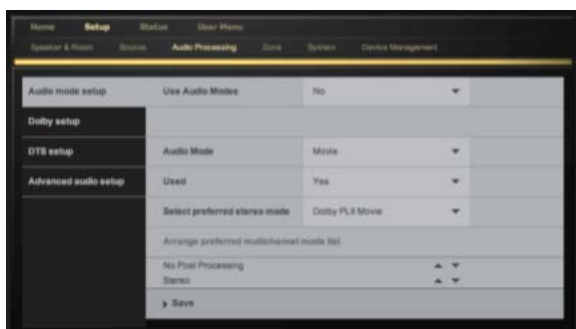 Home Setup Status User Menu
Speaker & Room Source Audio Processing Zone System Device Management
Audio mode setup Use Audio Modes No
Dolby setup
DTS setup Audio Mode Movie
Advanced audio setup Used Yes
Select preferred stereo mode Dolby PLII Movie
Arrange preferred multichannel mode list
No Post Processing
Stereo
Save